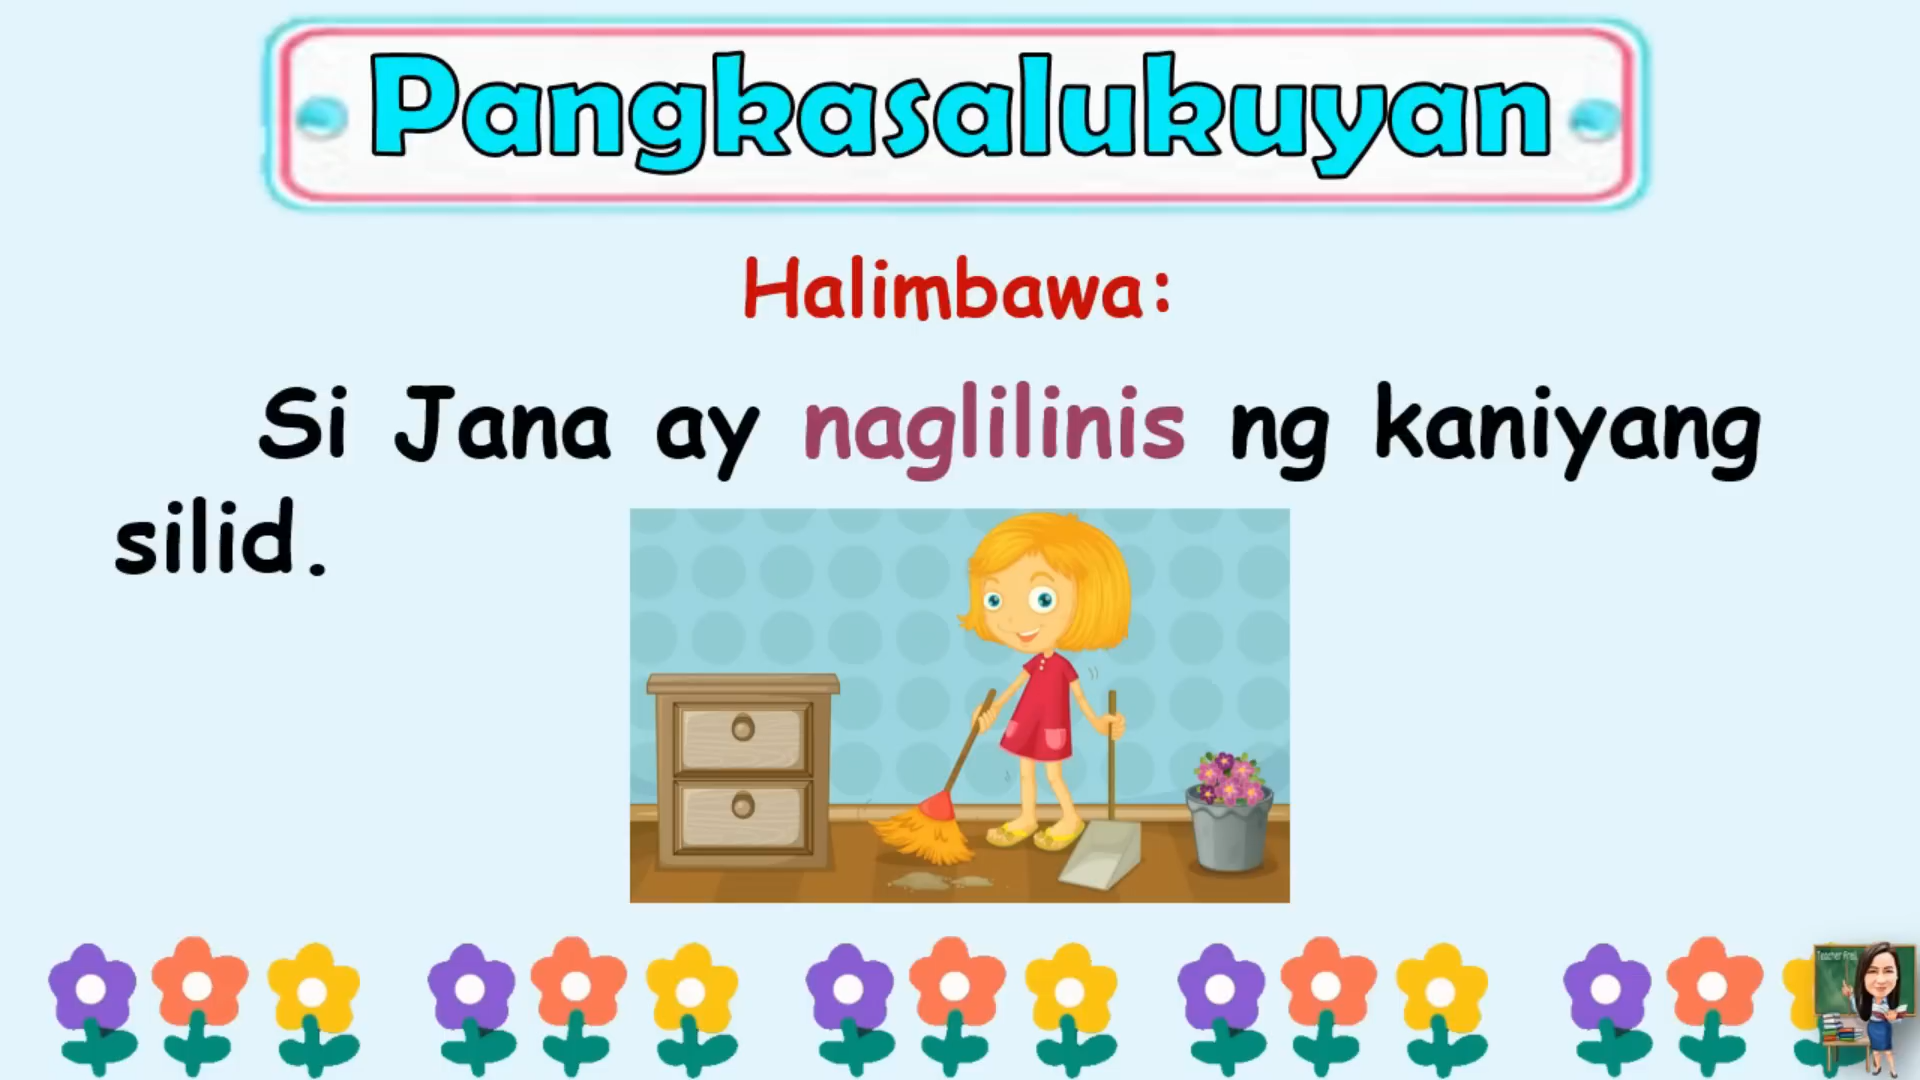 Pangkasalukuyan
Halimbawa:
Si Jana ay naglilinis ng kaniyang
silid.